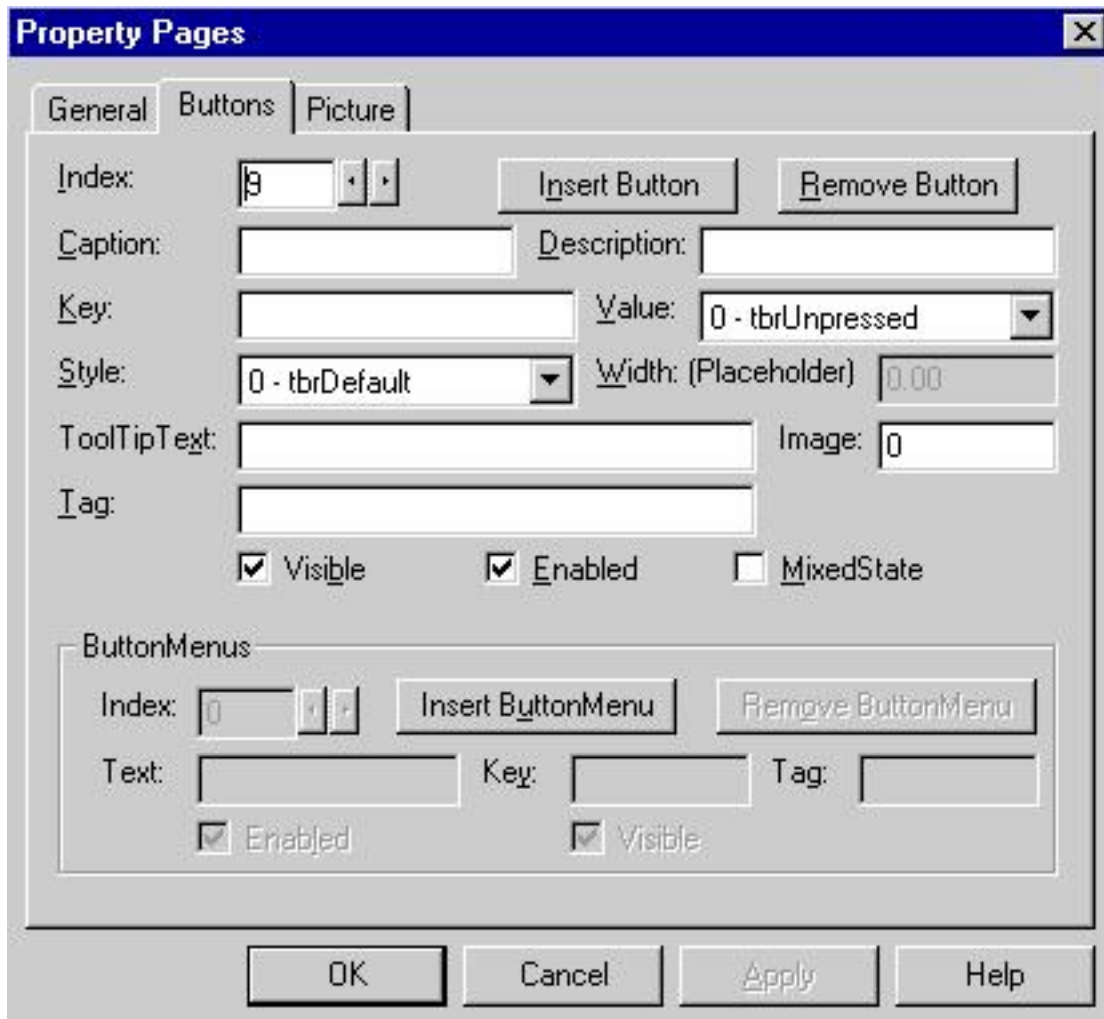 Property Pages
General Buttons Picture
Index: 9 Insert Button Remove Button
Caption: Description:
Key: Value: 0 - tbrUnpressed
Style: 0 - tbrDefault Width: (Placeholder) 0.00
ToolTipText: Image: 0
Tag:
Visible Enabled MixedState
ButtonMenus
Index: 0 Insert ButtonMenu Remove ButtonMenu
Text: Key: Tag:
Enabled Visible
OK Cancel Apply Help